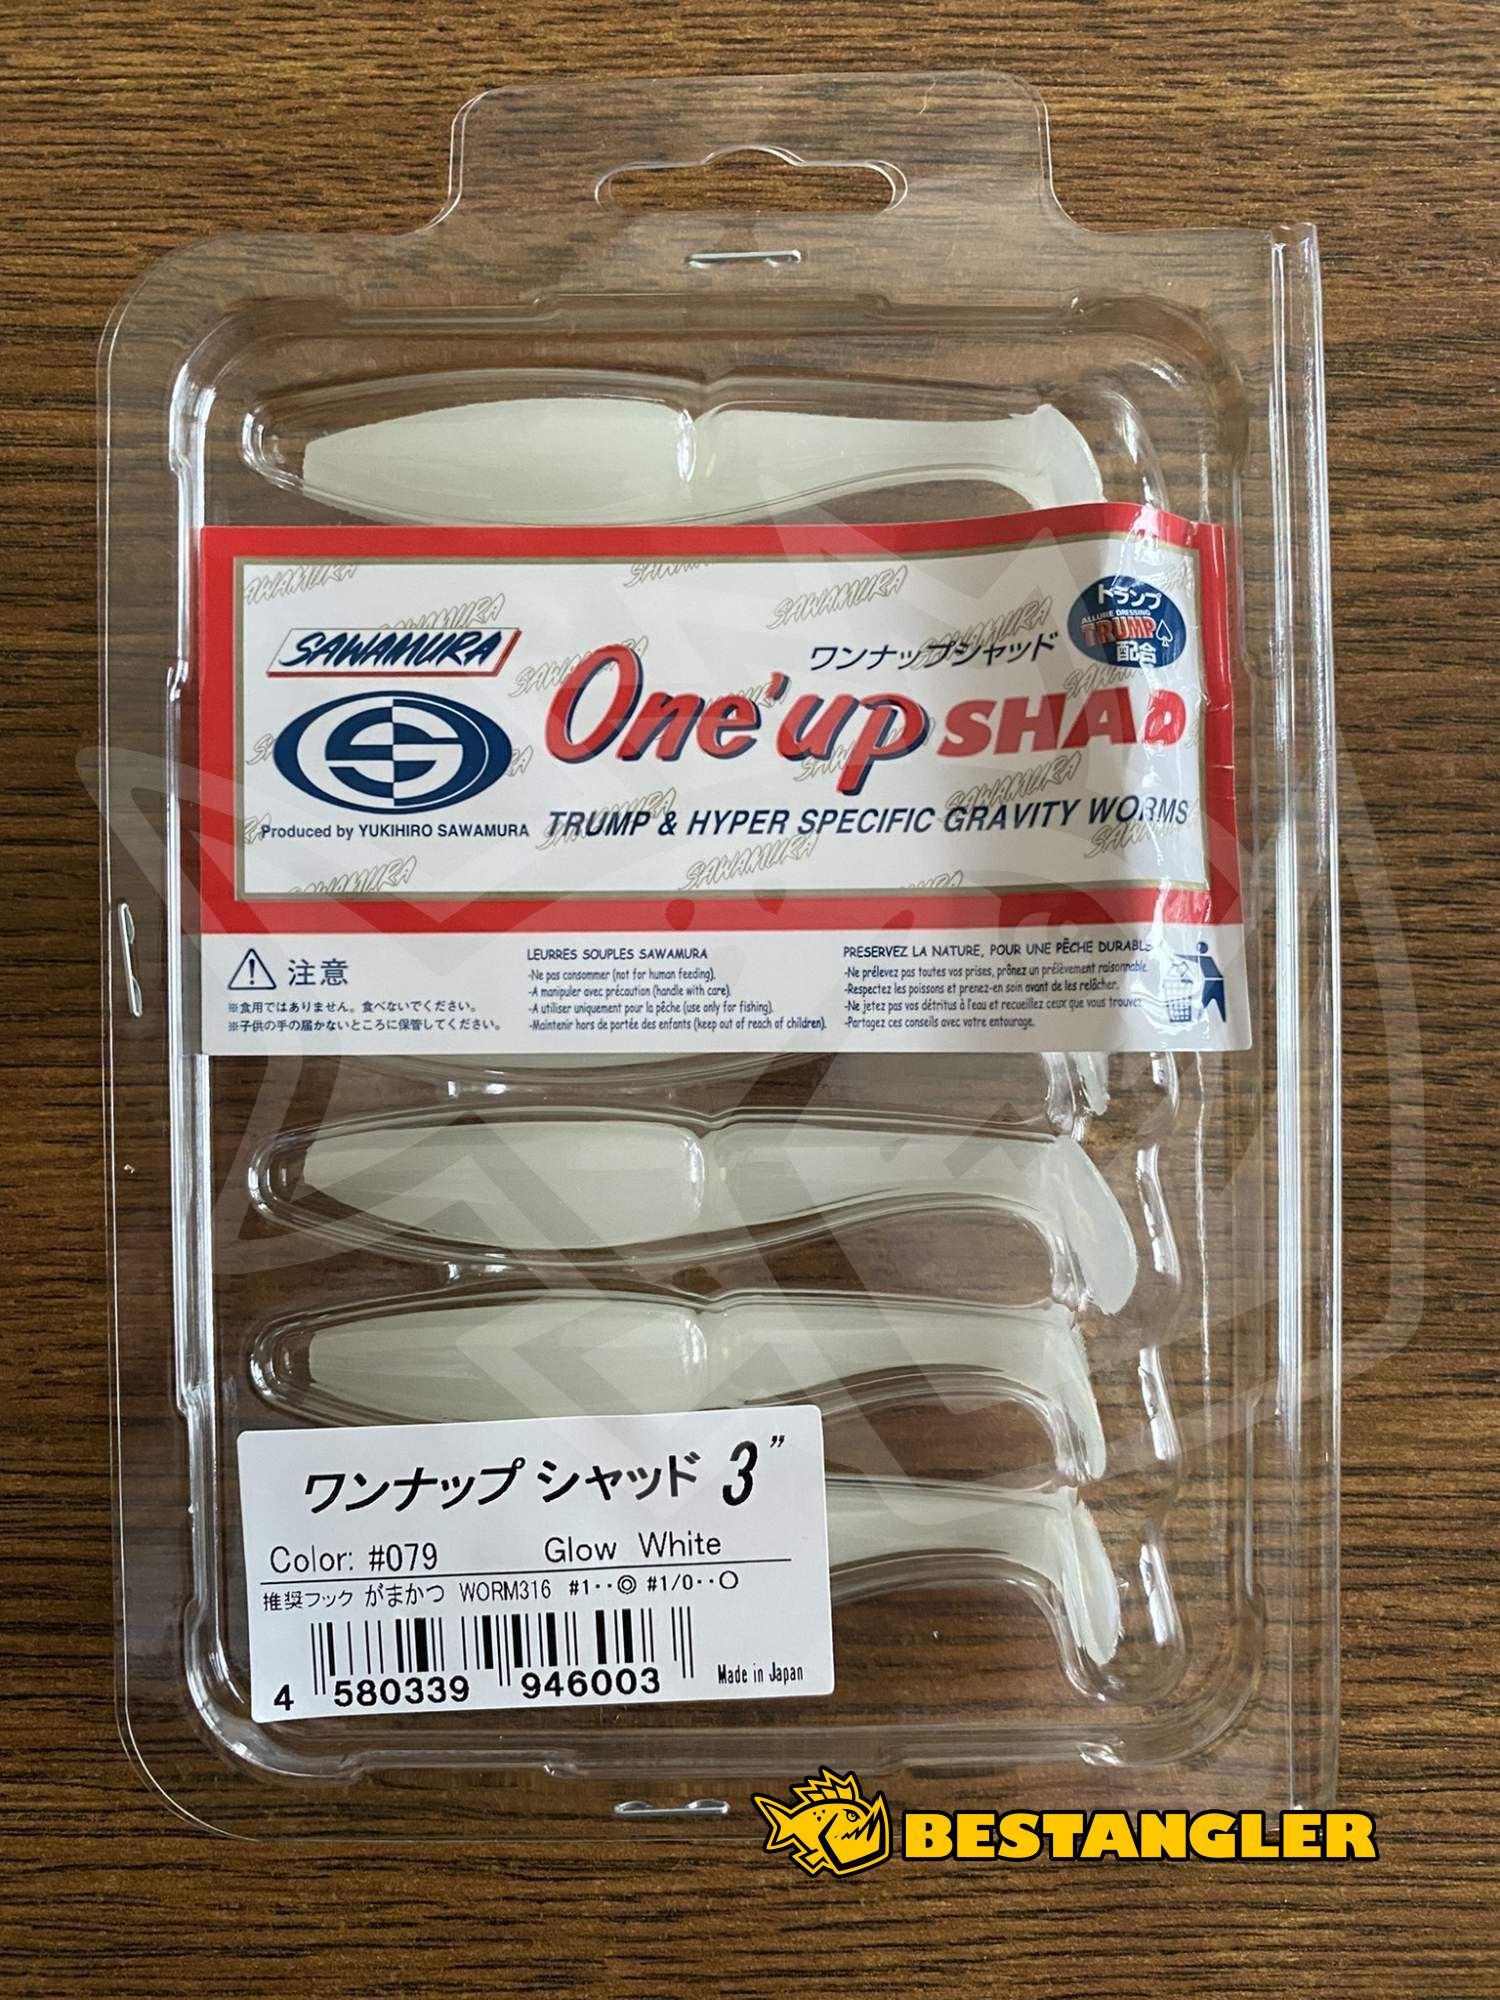 トランプ
ALLURE DRESSING
TRUMP
配合
SAWAMURA
ワンナップシャッド
One'up SHAD
Produced by YUKIHIRO SAWAMURA
TRUMP & HYPER SPECIFIC GRAVITY WORMS
注意
※食用ではありません。食べないでください。
※子供の手の届かないところに保管してください。
LEURRES SOUPLES SAWAMURA
-Ne pas consommer (not for human feeding).
-A manipuler avec précaution (handle with care).
-A utiliser uniquement pour la pêche (use only for fishing).
-Maintenir hors de portée des enfants (keep out of reach of children).
PRESERVEZ LA NATURE, POUR UNE PÊCHE DURABLE
-Ne prélevez pas toutes vos prises, prônez un prélèvement raisonnable.
-Respectez les poissons et prenez-en soin avant de les relâcher.
-Ne jetez pas vos détritus à l'eau et recueillez ceux que vous trouvez.
-Partagez ces conseils avec votre entourage.
ワンナップ シャッド 3"
Color: #079 Glow White
推奨フック がまかつ WORM316 #1‥◎ #1/0‥○
4 580339 946003
Made in Japan
BESTANGLER